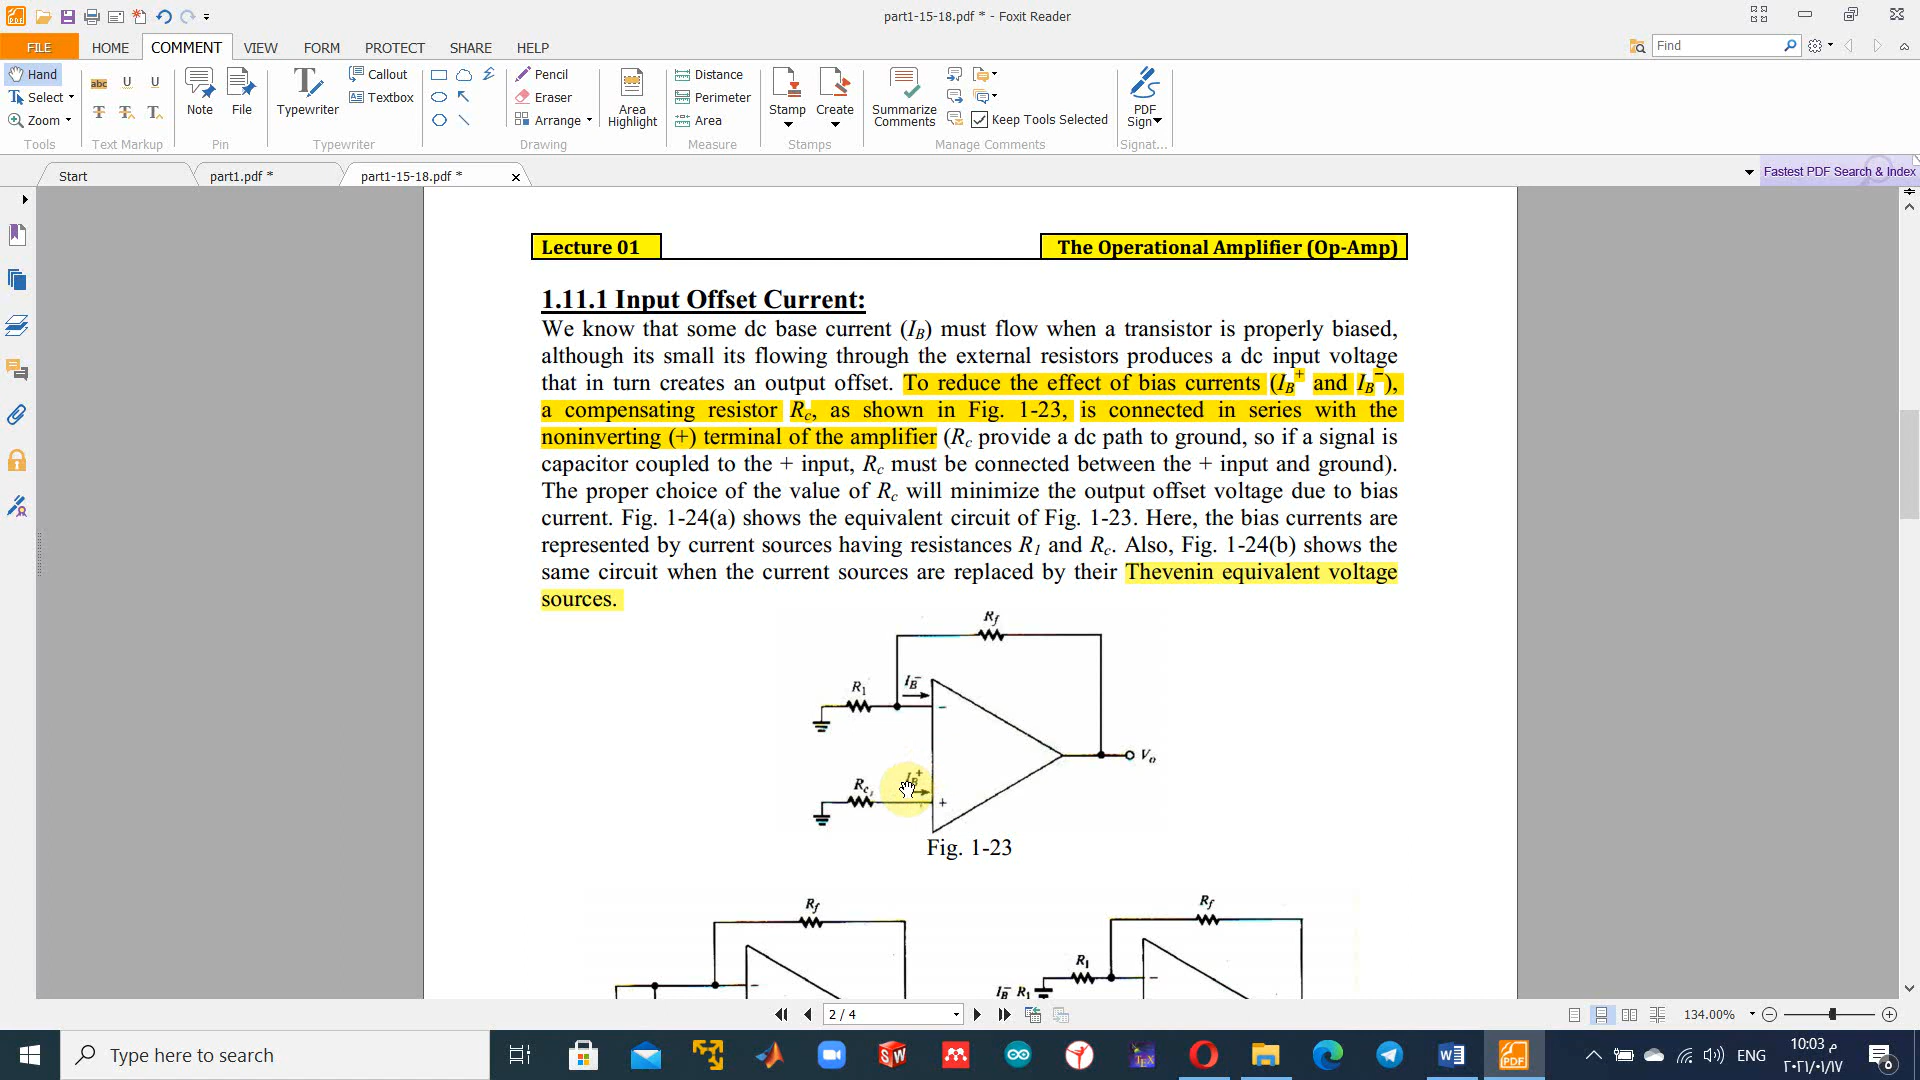 part1-15-18.pdf * - Foxit Reader
FILE
HOME
COMMENT
VIEW
FORM
PROTECT
SHARE
HELP
Find
Hand
Select
Zoom
Tools
abc
U
U
T
T
T
Text Markup
Note
File
Pin
Typewriter
Callout
Textbox
Typewriter
Pencil
Eraser
Arrange
Drawing
Area Highlight
Distance
Perimeter
Area
Measure
Stamp
Create
Stamps
Summarize Comments
Keep Tools Selected
Manage Comments
PDF Sign
Signat...
Start
part1.pdf *
part1-15-18.pdf *
Fastest PDF Search & Index
Lecture 01
The Operational Amplifier (Op-Amp)
1.11.1 Input Offset Current:
We know that some dc base current (IB) must flow when a transistor is properly biased,
although its small its flowing through the external resistors produces a dc input voltage
that in turn creates an output offset. To reduce the effect of bias currents (IB+ and IB−),
a compensating resistor Rc, as shown in Fig. 1-23, is connected in series with the
noninverting (+) terminal of the amplifier (Rc provide a dc path to ground, so if a signal is
capacitor coupled to the + input, Rc must be connected between the + input and ground).
The proper choice of the value of Rc will minimize the output offset voltage due to bias
current. Fig. 1-24(a) shows the equivalent circuit of Fig. 1-23. Here, the bias currents are
represented by current sources having resistances R1 and Rc. Also, Fig. 1-24(b) shows the
same circuit when the current sources are replaced by their Thevenin equivalent voltage
sources.
Rf
R1
IB−
−
Vo
Rc
IB+
+
Fig. 1-23
Rf
−
Rf
R1
−
IB− R1
2 / 4
134.00%
Type here to search
ENG
10:03 م
٢٠٢١/٠١/١٧